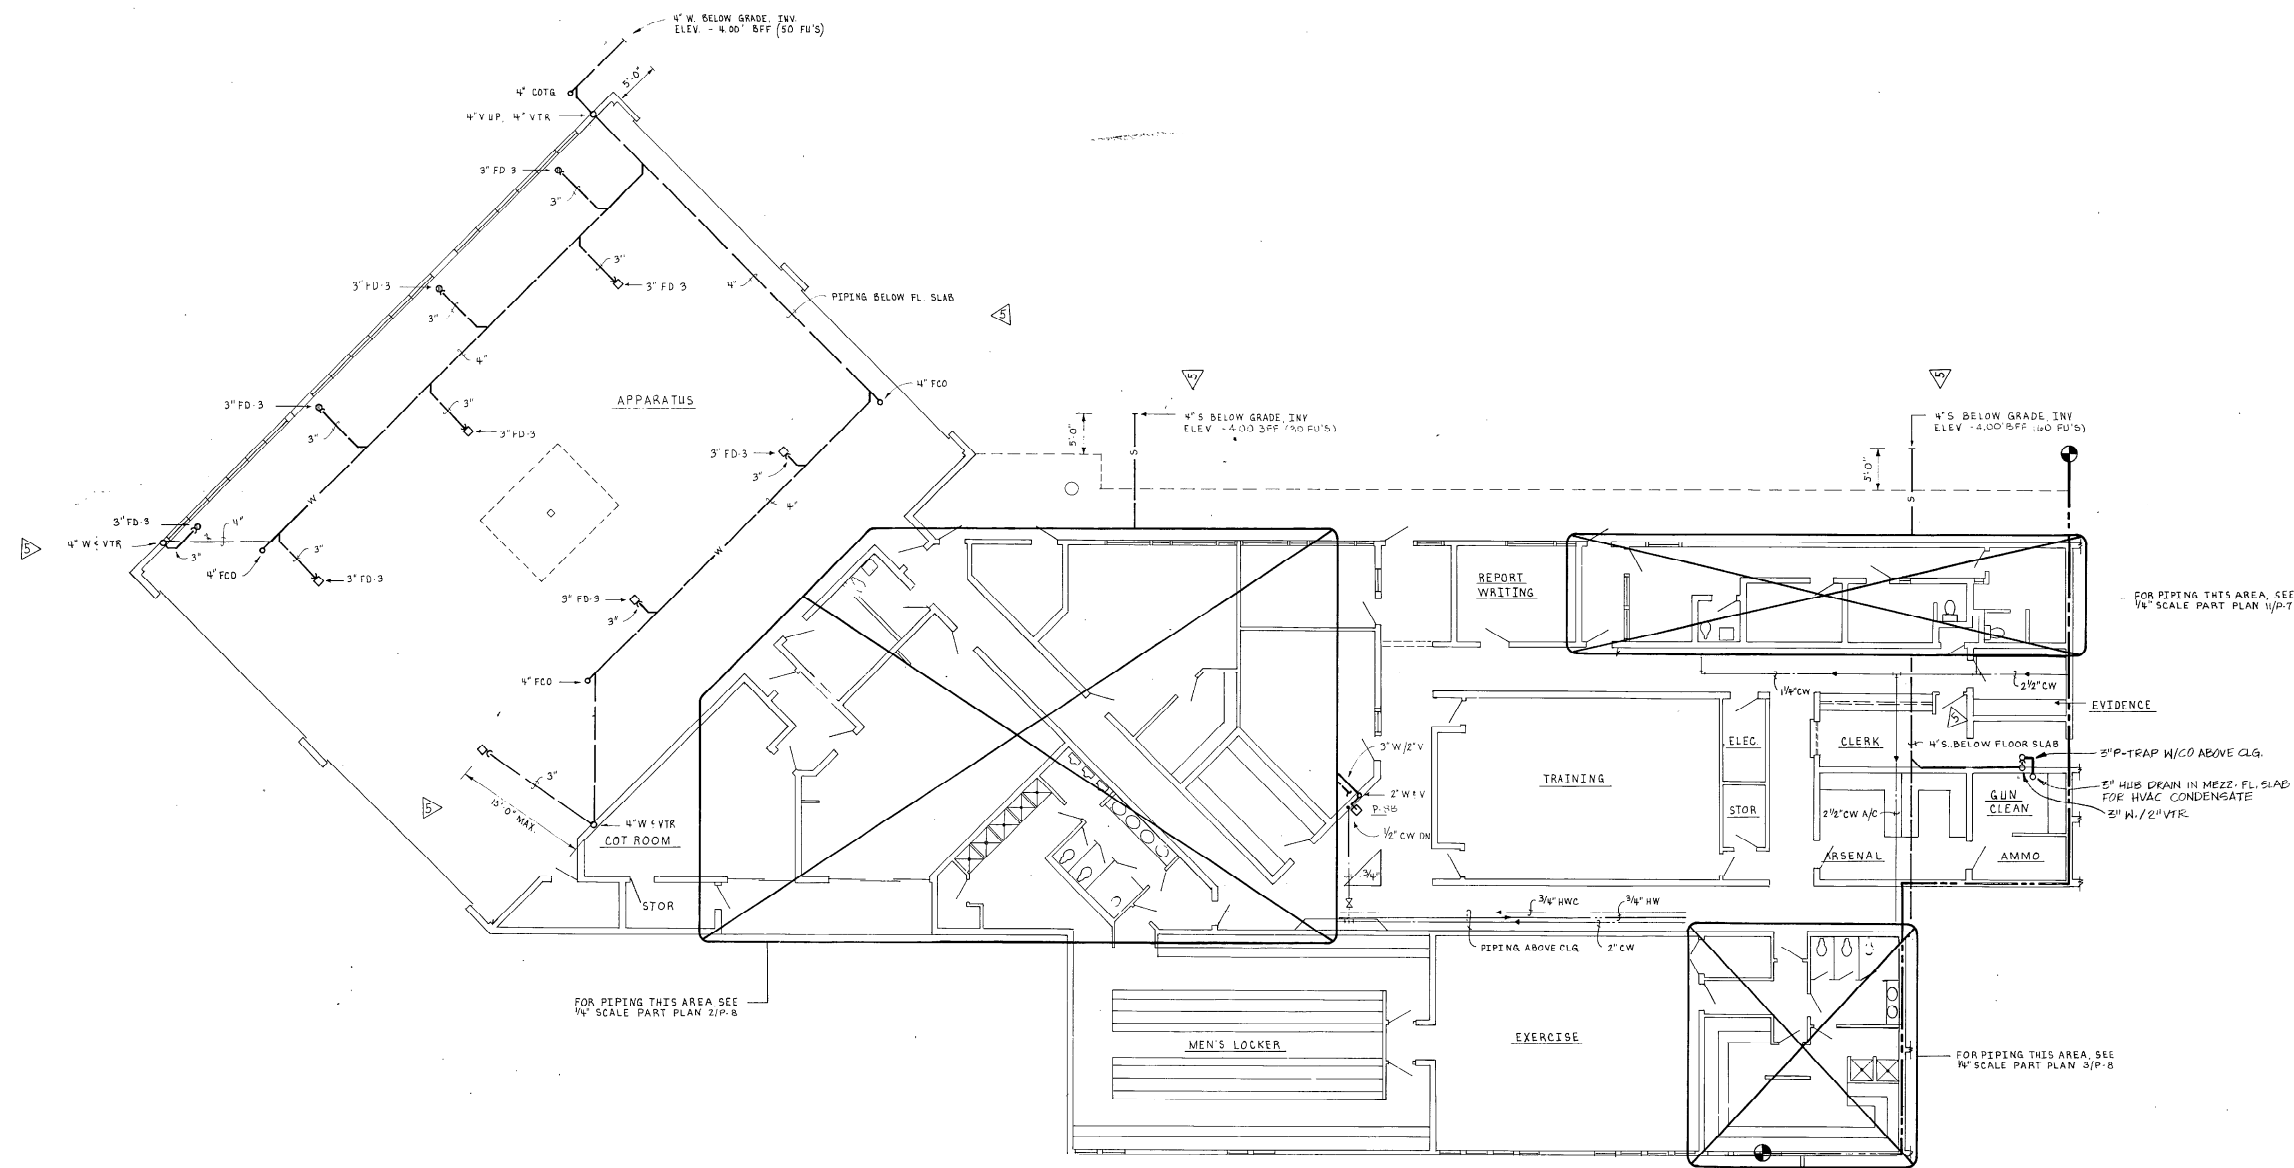 4" W. BELOW GRADE, INV.
ELEV. - 4.00' BFF (50 FU'S)
5'-0"
4" COTG
4" V UP, 4" VTR
3" FD-3
3"
3"
3" FD-3
3" FD-3
3"
4"
PIPING BELOW FL. SLAB
5
4"
3" FD-3
3"
APPARATUS
3"
3" FD-3
4" FCO
3" FD-3
3"
4"
W
W
3" FD-3
4"
4" W & VTR
3"
4" FCO
3"
3" FD-3
5
3" FD-3
3"
4" FCO
3"
15'-0" MAX.
5
4" W & VTR
COT ROOM
STOR
5
5'-0"
S
4" S BELOW GRADE, INV
ELEV -4.00 BFF (90 FU'S)
5
5'-0"
S
4" S BELOW GRADE, INV
ELEV -4.00' BFF (60 FU'S)
REPORT
WRITING
FOR PIPING THIS AREA, SEE
1/4" SCALE PART PLAN 11/P-7
1 1/4" CW
2 1/2" CW
EVIDENCE
5
ELEC.
CLERK
4" S. BELOW FLOOR SLAB
3" P-TRAP W/CO ABOVE CLG.
3" HUB DRAIN IN MEZZ. FL. SLAB
FOR HVAC CONDENSATE
3" W. / 2" VTR
3" W/2" V
2" W & V
P-8B
1/2" CW DN
3/4"
TRAINING
STOR
2 1/2" CW A/C
GUN
CLEAN
ARSENAL
AMMO
3/4" HWC
3/4" HW
PIPING ABOVE CLG
2" CW
FOR PIPING THIS AREA SEE
1/4" SCALE PART PLAN 2/P-8
MEN'S LOCKER
EXERCISE
FOR PIPING THIS AREA, SEE
1/4" SCALE PART PLAN 3/P-8